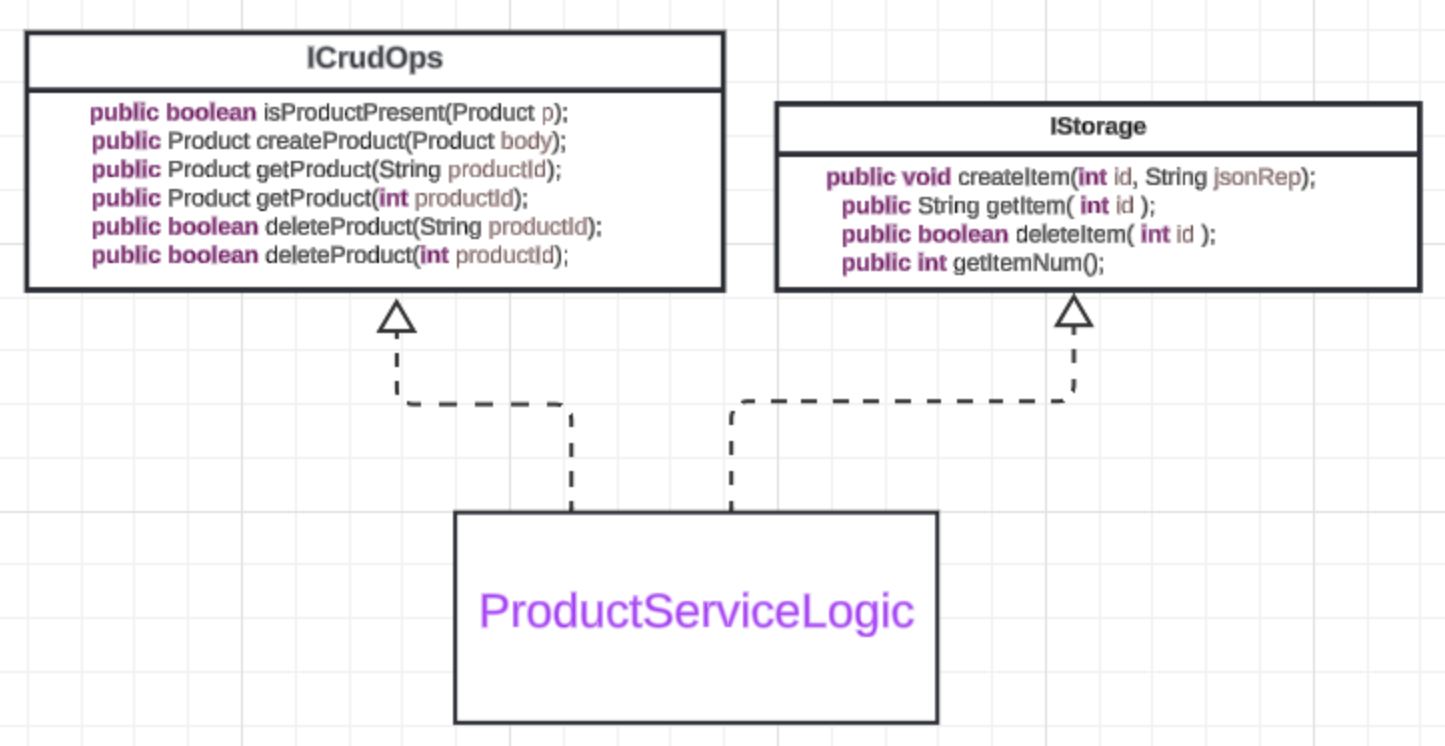 ICrudOps
public boolean isProductPresent(Product p);
public Product createProduct(Product body);
public Product getProduct(String productId);
public Product getProduct(int productId);
public boolean deleteProduct(String productId);
public boolean deleteProduct(int productId);
IStorage
public void createItem(int id, String jsonRep);
public String getItem( int id );
public boolean deleteItem( int id );
public int getItemNum();
ProductServiceLogic